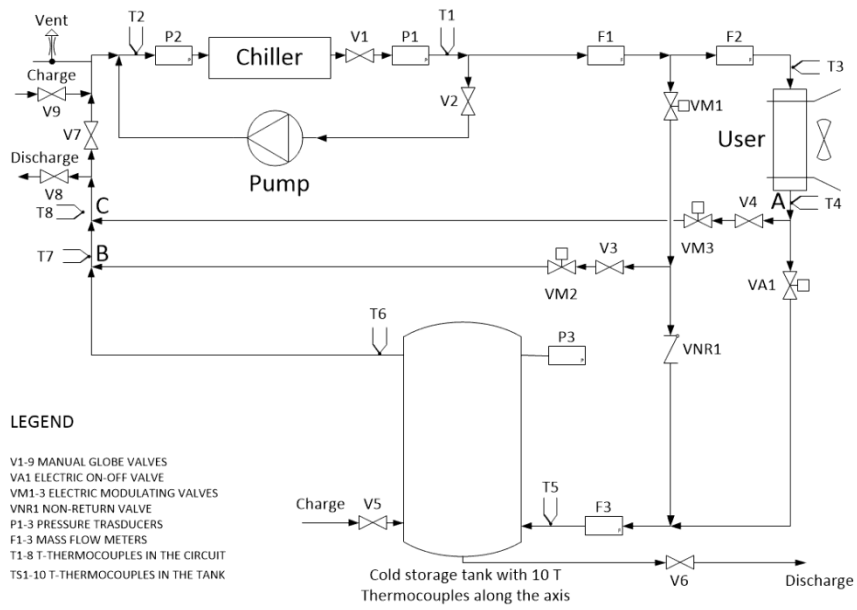 Vent
T2
P2
Chiller
V1
P1
T1
F1
F2
T3
Charge
V9
V7
V2
VM1
User
Pump
Discharge
V8
T8
C
A
T4
V4
VM3
T7
B
V3
VM2
VA1
T6
P3
VNR1
LEGEND
V1-9 MANUAL GLOBE VALVES
VA1 ELECTRIC ON-OFF VALVE
VM1-3 ELECTRIC MODULATING VALVES
VNR1 NON-RETURN VALVE
P1-3 PRESSURE TRASDUCERS
F1-3 MASS FLOW METERS
T1-8 T-THERMOCOUPLES IN THE CIRCUIT
TS1-10 T-THERMOCOUPLES IN THE TANK
Charge
V5
T5
F3
V6
Discharge
Cold storage tank with 10 T
Thermocouples along the axis